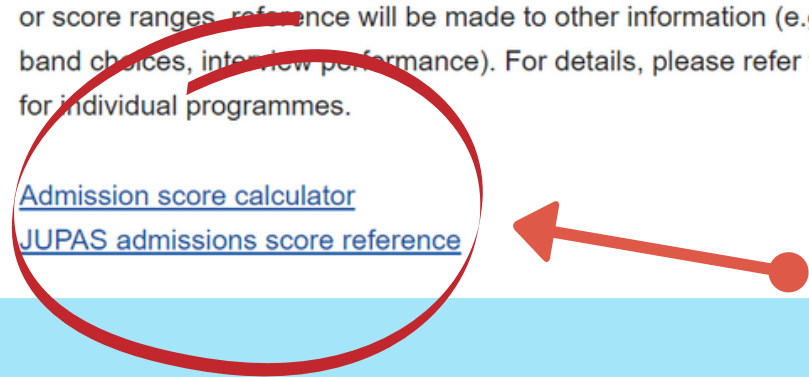 or score ranges, reference will be made to other information (e.g
band choices, interview performance). For details, please refer
for individual programmes.
Admission score calculator
JUPAS admissions score reference